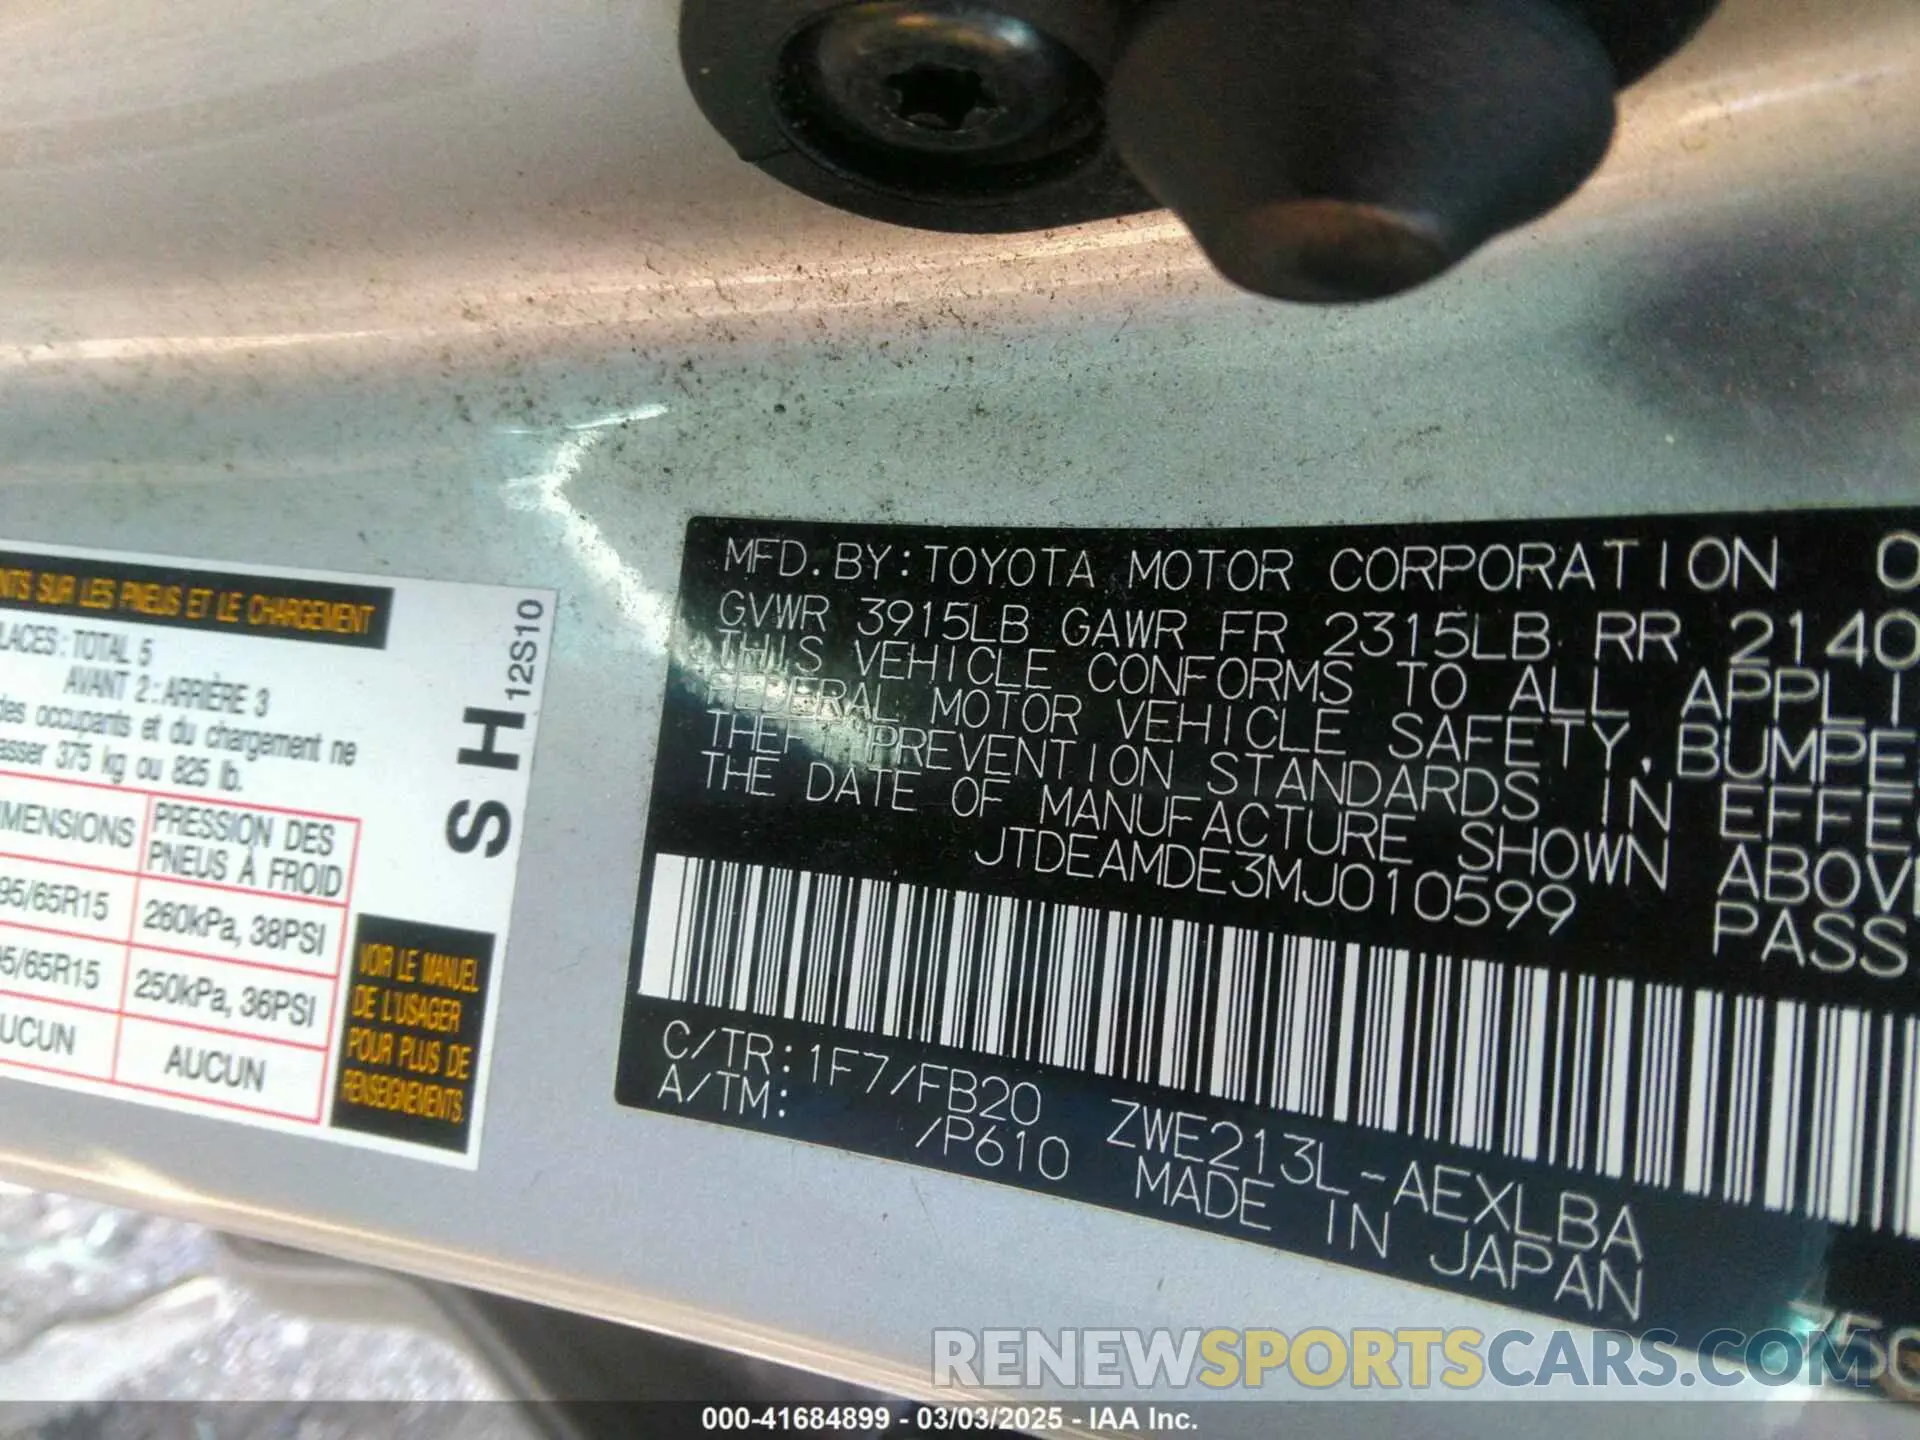 NTS SUR LES PNEUS ET LE CHARGEMENT
LACES : TOTAL 5
AVANT 2 : ARRIÈRE 3
des occupants et du chargement ne
asser 375 kg ou 825 lb.
IMENSIONS PRESSION DES PNEUS À FROID
95/65R15 260kPa, 38PSI
95/65R15 250kPa, 36PSI
UCUN AUCUN
VOIR LE MANUEL
DE L'USAGER
POUR PLUS DE
RENSEIGNEMENTS.
SH 12S10
MFD. BY: TOYOTA MOTOR CORPORATION 0
GVWR 3915LB GAWR FR 2315LB RR 2140
THIS VEHICLE CONFORMS TO ALL APPLI
FEDERAL MOTOR VEHICLE SAFETY, BUMPE
THEFT PREVENTION STANDARDS IN EFFE
THE DATE OF MANUFACTURE SHOWN ABOV
JTDEAMDE3MJ010599 PASS
C/TR: 1F7/FB20 ZWE213L-AEXLBA
A/TM: /P610 MADE IN JAPAN
RENEWSPORTSCARS.COM
000-41684899 - 03/03/2025 - IAA Inc.